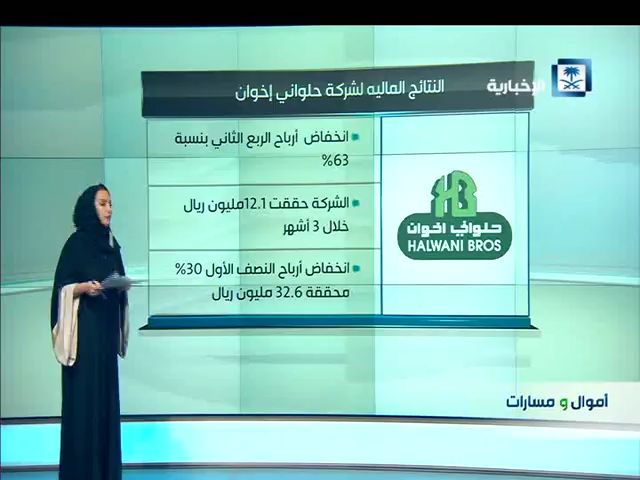 الإخبارية
النتائج الماليه لشركة حلواني إخوان
انخفاض أرباح الربع الثاني بنسبة
63%
الشركة حققت 12.1مليون ريال
خلال 3 أشهر
انخفاض أرباح النصف الأول 30%
محققة 32.6 مليون ريال
حلواني اخوان
HALWANI BROS
أموال و مسارات